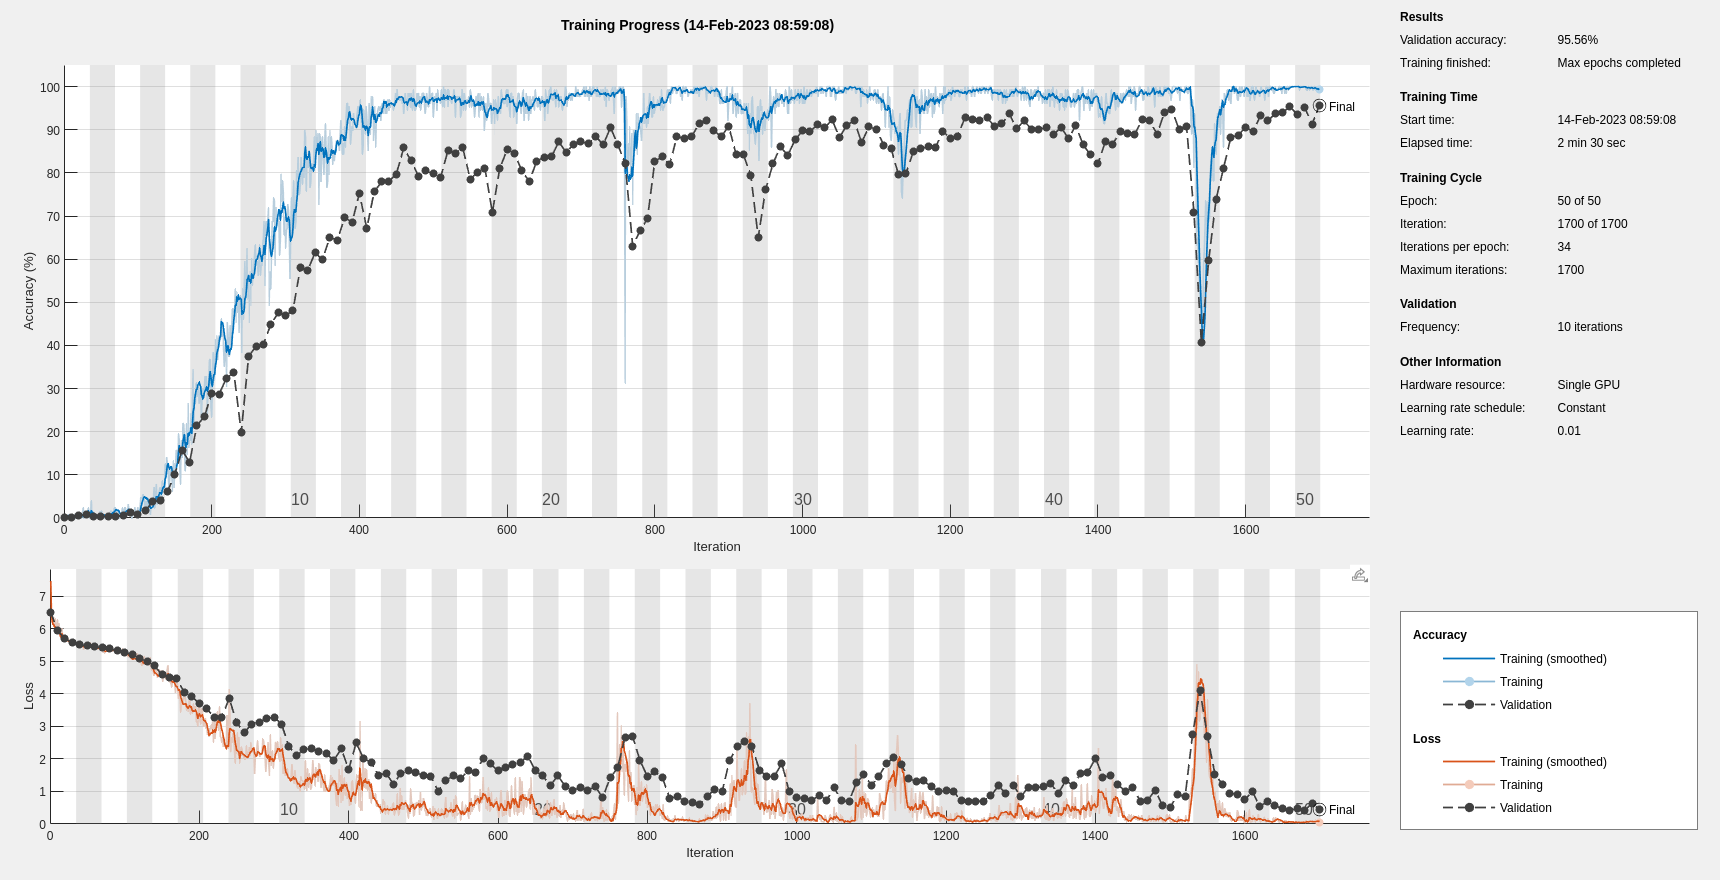 Training Progress (14-Feb-2023 08:59:08)
Accuracy (%)
100
90
80
70
60
50
40
30
20
10
0
10
20
30
40
50
Final
0
200
400
600
800
1000
1200
1400
1600
Iteration
Loss
7
6
5
4
3
2
1
0
10
20
30
40
50
Final
0
200
400
600
800
1000
1200
1400
1600
Iteration
Results
Validation accuracy: 95.56%
Training finished: Max epochs completed
Training Time
Start time: 14-Feb-2023 08:59:08
Elapsed time: 2 min 30 sec
Training Cycle
Epoch: 50 of 50
Iteration: 1700 of 1700
Iterations per epoch: 34
Maximum iterations: 1700
Validation
Frequency: 10 iterations
Other Information
Hardware resource: Single GPU
Learning rate schedule: Constant
Learning rate: 0.01
Accuracy
Training (smoothed)
Training
Validation
Loss
Training (smoothed)
Training
Validation